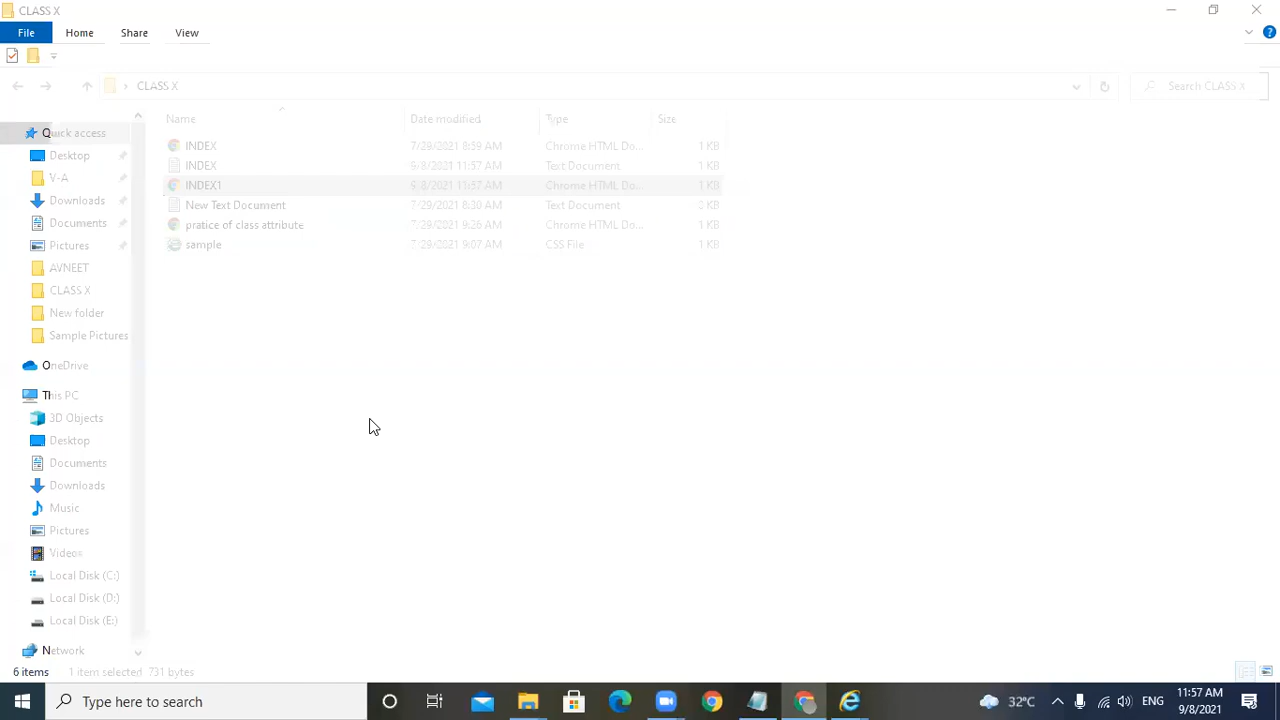 CLASS X
File Home Share View
CLASS X Search CLASS X
Name Date modified Type Size
Quick access
Desktop
V-A
Downloads
Documents
Pictures
AVNEET
CLASS X
New folder
Sample Pictures
OneDrive
This PC
3D Objects
Desktop
Documents
Downloads
Music
Pictures
Videos
Local Disk (C:)
Local Disk (D:)
Local Disk (E:)
Network
INDEX 7/29/2021 8:39 AM Chrome HTML Do... 1 KB
INDEX 9/8/2021 11:57 AM Text Document 1 KB
INDEX1 9/8/2021 11:57 AM Chrome HTML Do... 1 KB
New Text Document 7/29/2021 8:30 AM Text Document 3 KB
pratice of class attribute 7/29/2021 9:26 AM Chrome HTML Do... 1 KB
sample 7/29/2021 9:07 AM CSS File 1 KB
6 items 1 item selected 731 bytes
Type here to search 32°C ENG 11:57 AM
9/8/2021